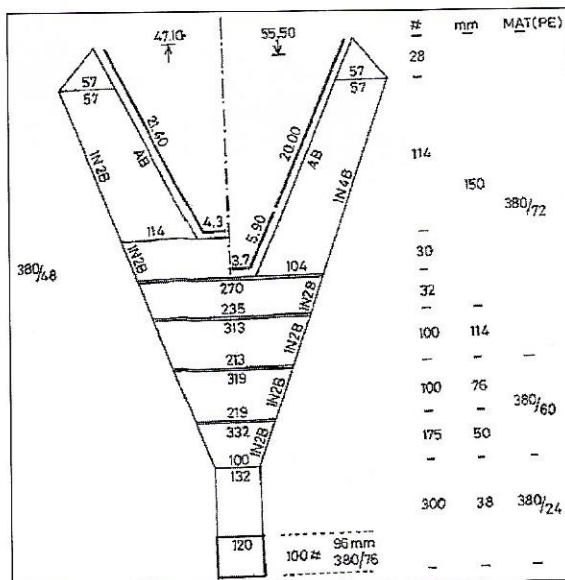 47.10 55.50 # mm MAT(PE)
28
57 57
57 57
21.40 20.00
1N2B AB AB 1N4B
114
150
380/72
4.3 5.90
114
30
3.7 104
380/48 1N2B
270 1N2B 32
235
313 1N2B 100 114
213
319 1N2B 100 76
380/60
219
332 1N2B 175 50
100
132
300 38 380/24
120 100# 96mm
380/76